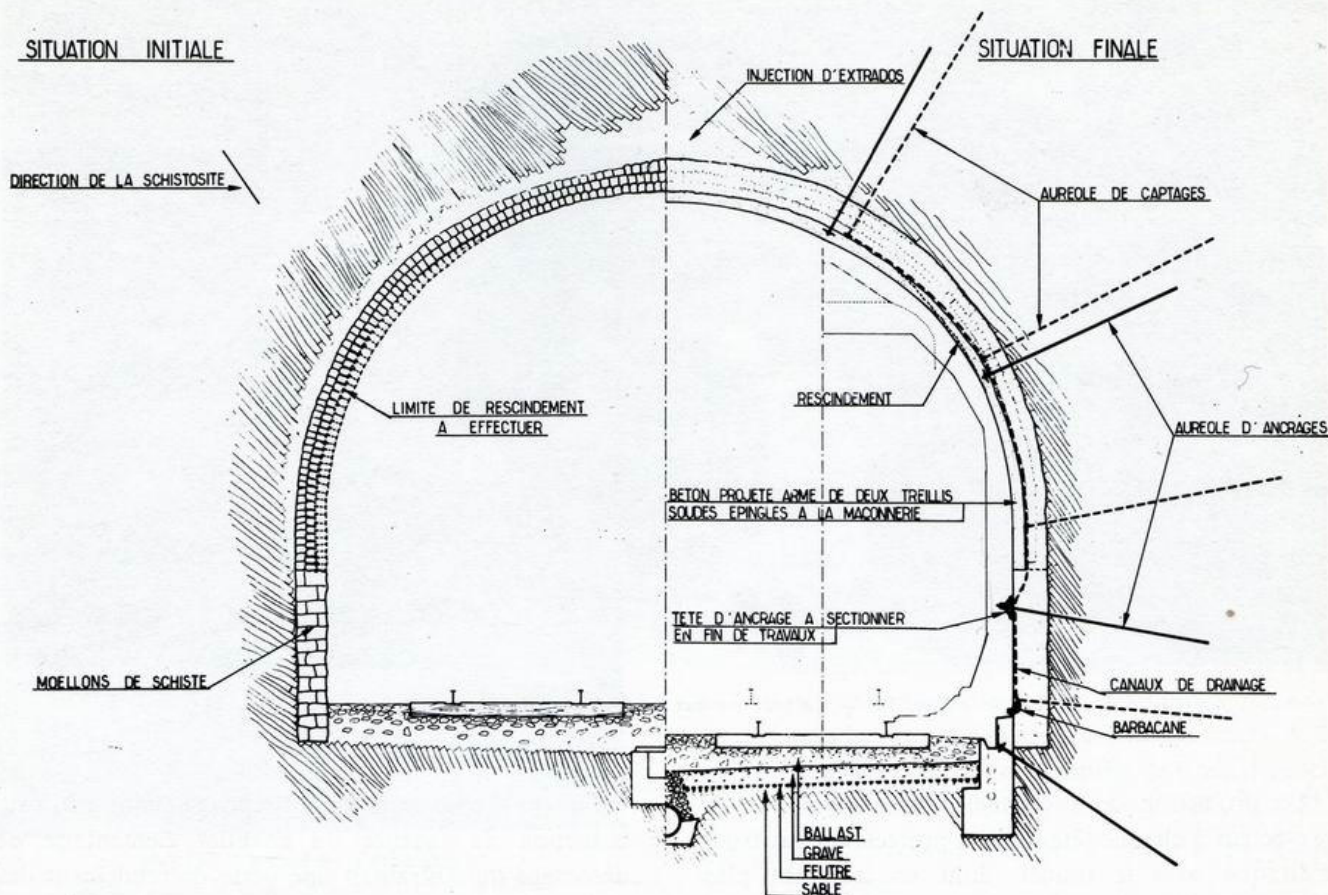 SITUATION INITIALE
SITUATION FINALE
INJECTION D'EXTRADOS
DIRECTION DE LA SCHISTOSITE
AUREOLE DE CAPTAGES
LIMITE DE RESCINDEMENT
A EFFECTUER
RESCINDEMENT
AUREOLE D'ANCRAGES
BETON PROJETE ARME DE DEUX TREILLIS
SOUDES EPINGLES A LA MAÇONNERIE
TETE D'ANCRAGE A SECTIONNER
EN FIN DE TRAVAUX
MOELLONS DE SCHISTE
CANAUX DE DRAINAGE
BARBACANE
BALLAST
GRAVE
FEUTRE
SABLE